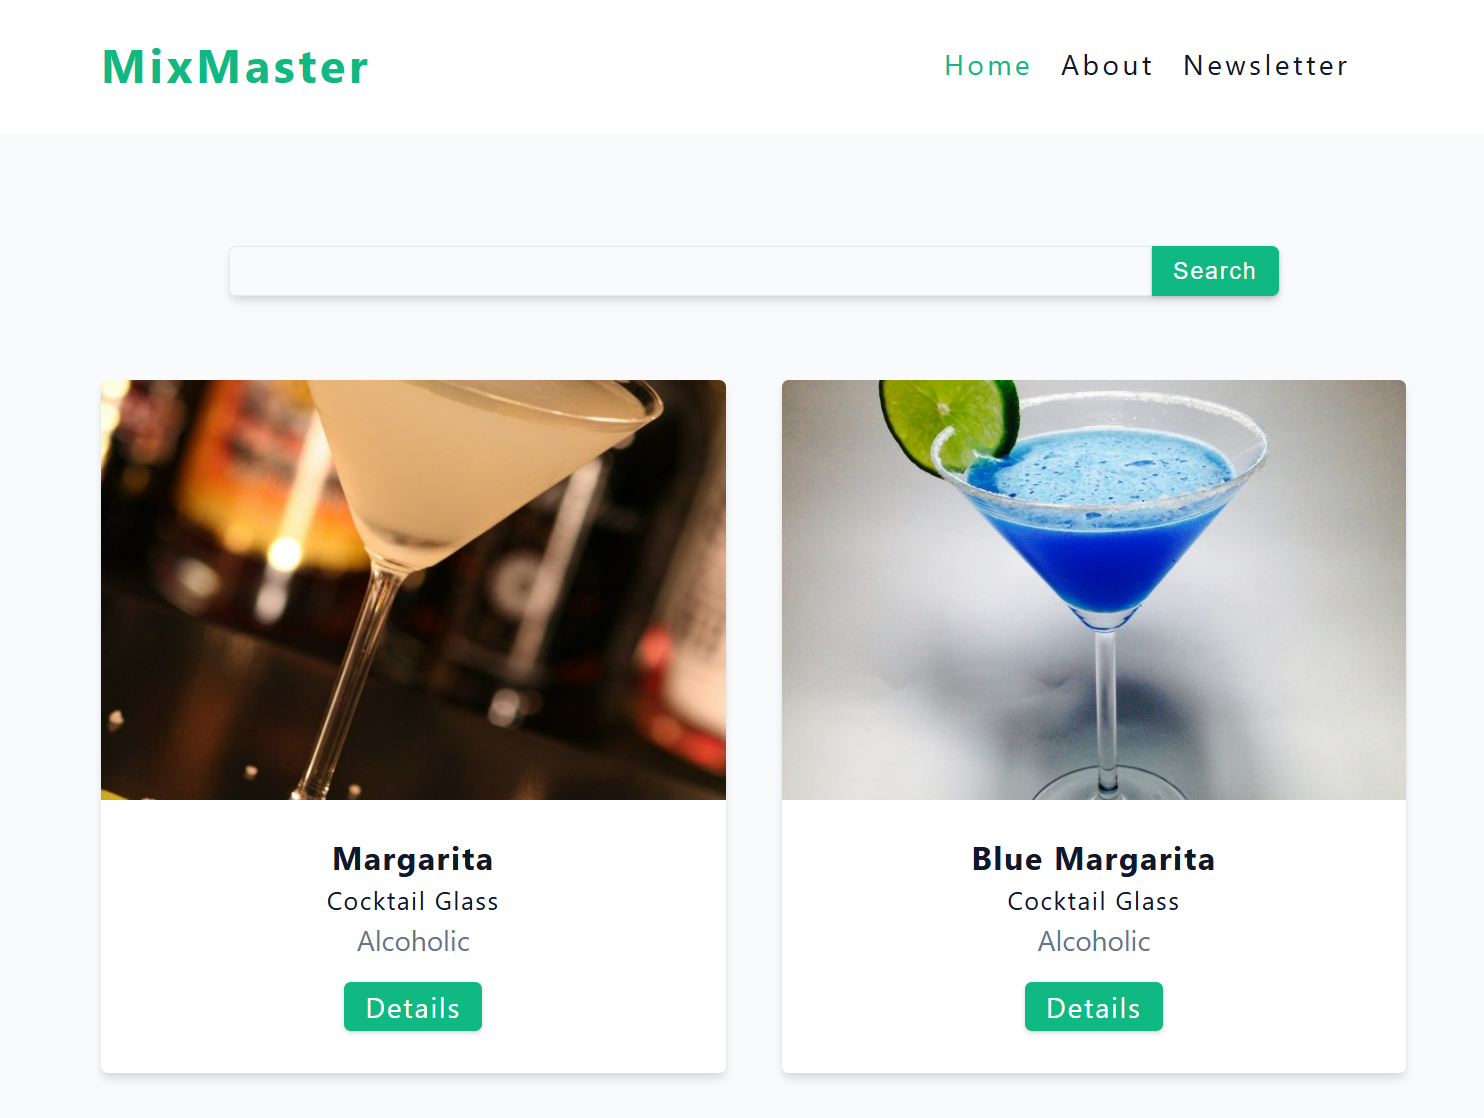 MixMaster
Home About Newsletter
Search
Margarita
Cocktail Glass
Alcoholic
Details
Blue Margarita
Cocktail Glass
Alcoholic
Details